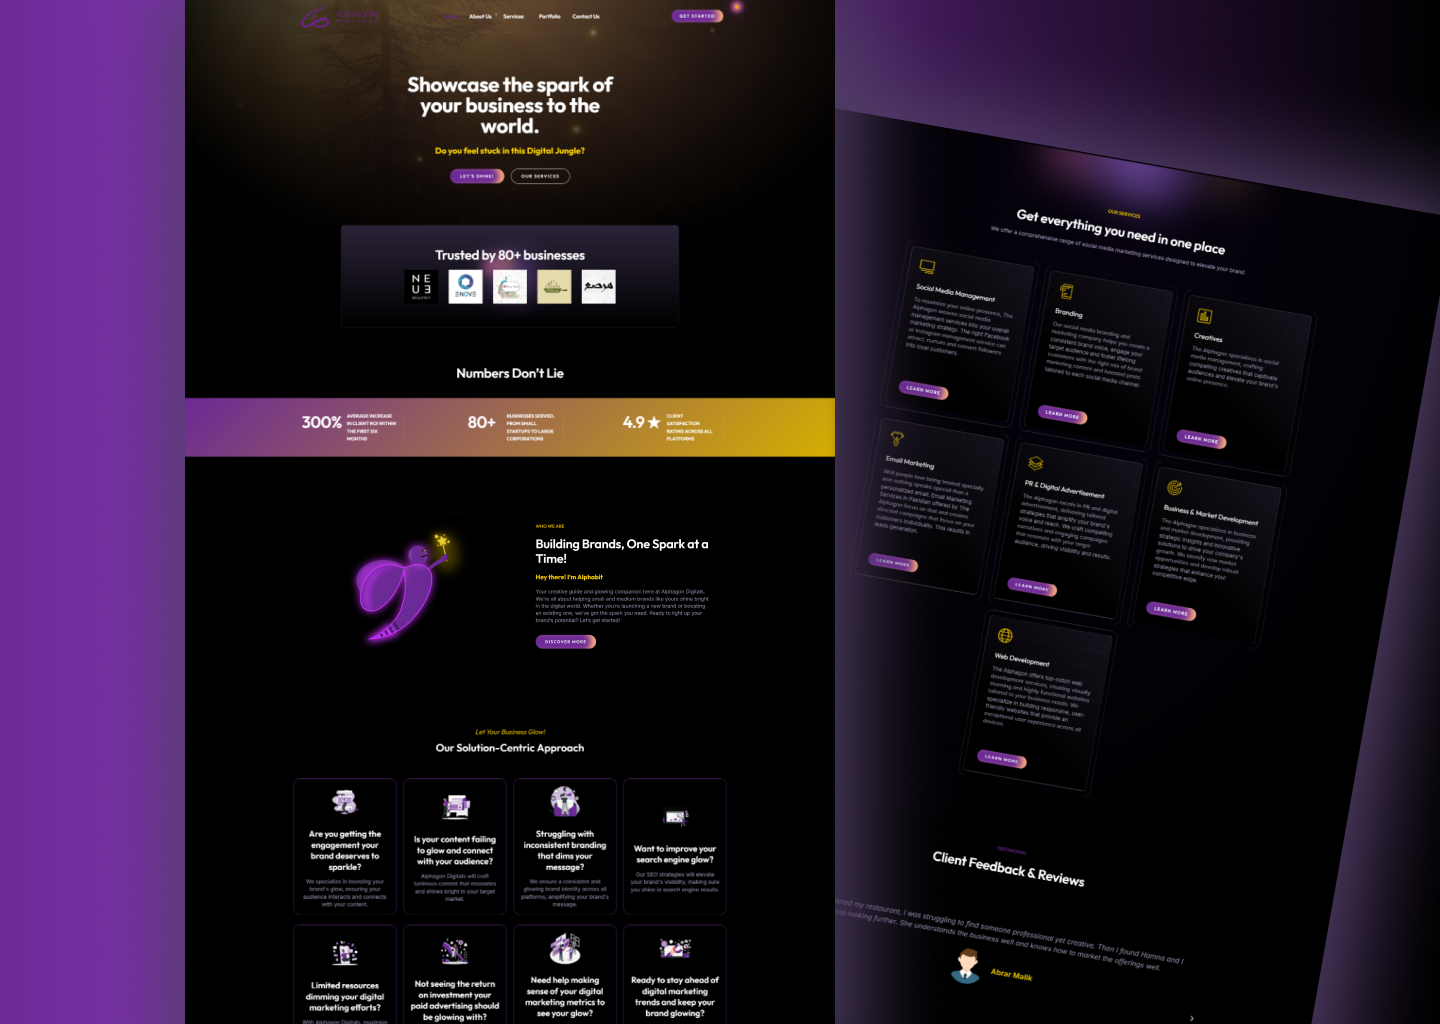 About Us
Services
Portfolio
Contact Us
GET STARTED
Showcase the spark of
your business to the
world.
Do you feel stuck in this Digital Jungle?
LET'S SHINE!
OUR SERVICES
Trusted by 80+ businesses
NE
UE
BEAUTIFY
ENOVE
Numbers Don't Lie
300%
AVERAGE INCREASE
IN CLIENT ROI WITHIN
THE FIRST SIX
MONTHS
80+
BUSINESSES SERVED,
FROM SMALL
STARTUPS TO LARGE
CORPORATIONS
4.9 ★
CLIENT
SATISFACTION
RATING ACROSS ALL
PLATFORMS
WHO WE ARE
Building Brands, One Spark at a
Time!
Hey there! I'm Alphabit
Your creative guide and glowing companion here at Alphagon Digitals.
We're all about helping small and medium brands like yours shine bright
in the digital world. Whether you're launching a new brand or boosting
an existing one, we've got the spark you need. Ready to light up your
brand's potential? Let's get started!
DISCOVER MORE
Let Your Business Glow!
Our Solution-Centric Approach
Are you getting the
engagement your
brand deserves to
sparkle?
We specialize in boosting your
brand's glow, ensuring your
audience interacts and connects
with your content.
Is your content failing
to glow and connect
with your audience?
Alphagon Digitals will craft
luminous content that resonates
and shines bright in your target
market.
Struggling with
inconsistent branding
that dims your
message?
We ensure a consistent and
glowing brand identity across all
platforms, amplifying your brand's
message.
Want to improve your
search engine glow?
Our SEO strategies will elevate
your brand's visibility, making sure
you shine in search engine results.
Limited resources
dimming your digital
marketing efforts?
With Alphagon Digitals, maximize
Not seeing the return
on investment your
paid advertising should
be glowing with?
Need help making
sense of your digital
marketing metrics to
see your glow?
Ready to stay ahead of
digital marketing
trends and keep your
brand glowing?
OUR SERVICES
Get everything you need in one place
We offer a comprehensive range of social media marketing services designed to elevate your brand
Social Media Management
To maximize your online presence, The
Alphagon weaves social media
management services into your overall
marketing strategy. The right Facebook
or Instagram management service can
attract, nurture and convert followers
into loyal customers.
LEARN MORE
Branding
Our social media branding and
marketing company helps you create a
consistent brand voice, engage your
target audience and foster lifelong
customers with the right mix of brand
marketing content and boosted posts
tailored to each social media channel.
LEARN MORE
Creatives
The Alphagon specializes in social
media management, crafting
compelling creatives that captivate
audiences and elevate your brand's
online presence.
LEARN MORE
Email Marketing
Well people love being treated specially
and nothing speaks special than a
personalized email. Email Marketing
Services in Pakistan offered by The
Alphagon focus on that and creates
directed campaigns that focus on your
customers individually. This results in
leads generation.
LEARN MORE
PR & Digital Advertisement
The Alphagon meets in PR and digital
advertisement, delivering tailored
strategies that amplify your brand's
voice and reach. We craft compelling
narratives and engaging campaigns
that resonate with your target
audience, driving visibility and results.
LEARN MORE
Business & Market Development
The Alphagon specializes in business
and market development, providing
strategic insights and innovative
solutions to drive your company's
growth. We identify new market
opportunities and develop robust
strategies that enhance your
competitive edge.
LEARN MORE
Web Development
The Alphagon offers top-notch web
development services, creating visually
stunning and highly functional websites
tailored to your business needs. We
specialize in building responsive, user-
friendly websites that provide an
exceptional user experience across all
devices.
LEARN MORE
TESTIMONIAL
Client Feedback & Reviews
my restaurant, I was struggling to find someone professional yet creative. Then I found Hamna and I
looking further. She understands the business well and knows how to market the offerings well.
Abrar Malik